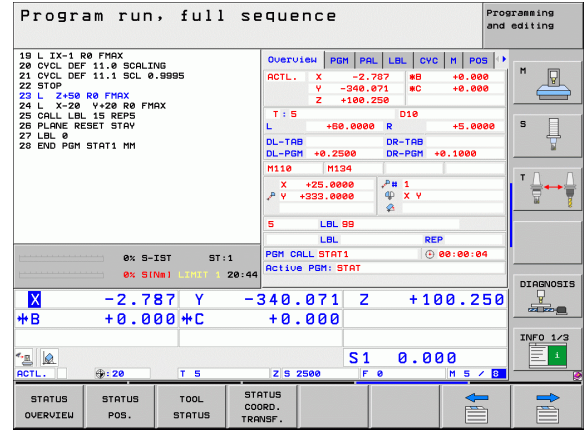 Program run, full sequence
Programming and editing
19 L IX-1 R0 FMAX
20 CYCL DEF 11.0 SCALING
21 CYCL DEF 11.1 SCL 0.9995
22 STOP
23 L Z+50 R0 FMAX
24 L X-20 Y+20 R0 FMAX
25 CALL LBL 15 REP5
26 PLANE RESET STAY
27 LBL 0
28 END PGM STAT1 MM
0% S-IST ST:1
0% S[Nm] LIMIT 1 20:44
Overview PGM PAL LBL CYC M POS
ACTL. X -2.787 *B +0.000
Y -340.071 *C +0.000
Z +100.250
T : 5 D10
L +60.0000 R +5.0000
DL-TAB DR-TAB
DL-PGM +0.2500 DR-PGM +0.1000
M110 M134
X +25.0000 # 1
Y +333.0000 X Y
5 LBL 99
LBL REP
PGM CALL STAT1 00:00:04
Active PGM: STAT
X -2.787 Y -340.071 Z +100.250
*B +0.000 *C +0.000
S1 0.000
ACTL. : 20 T 5 Z S 2500 F 0 M 5 / 8
M
S
T
DIAGNOSIS
INFO 1/3
STATUS OVERVIEW
STATUS POS.
TOOL STATUS
STATUS COORD. TRANSF.